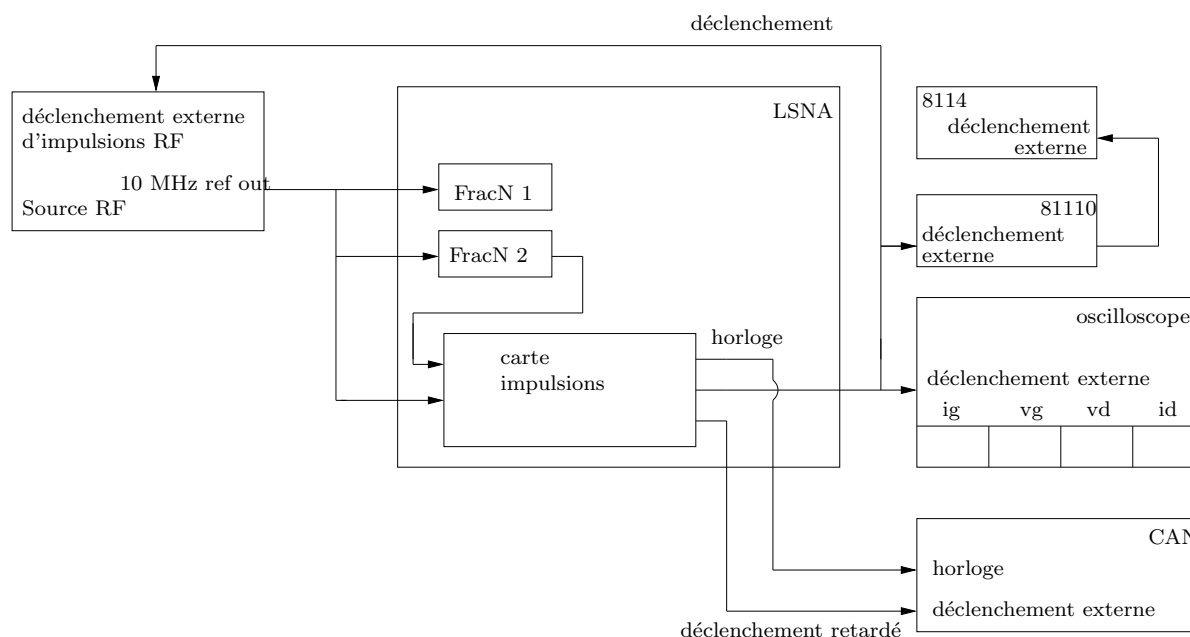 déclenchement
déclenchement externe
d'impulsions RF
10 MHz ref out
Source RF
LSNA
FracN 1
FracN 2
carte
impulsions
horloge
8114
déclenchement
externe
81110
déclenchement
externe
oscilloscope
déclenchement externe
ig vg vd id
CAN
horloge
déclenchement externe
déclenchement retardé